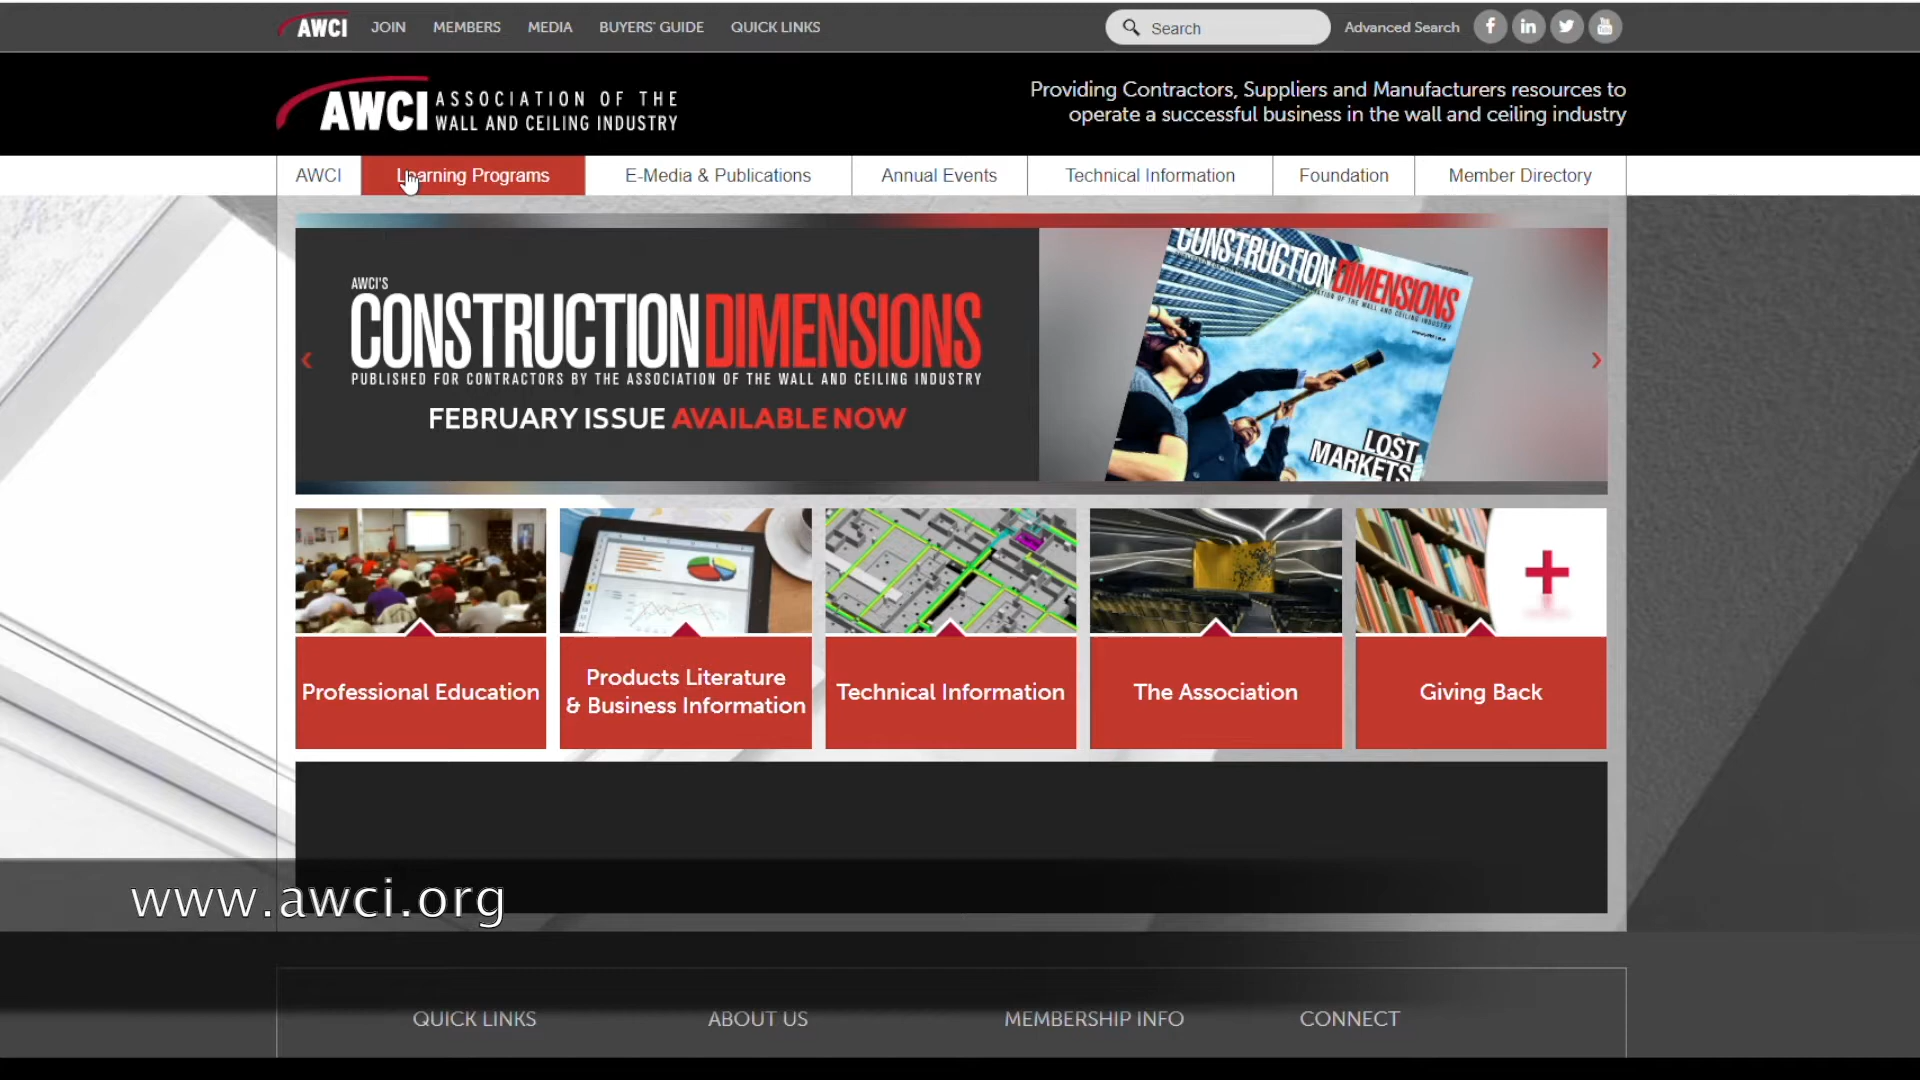 AWCI JOIN MEMBERS MEDIA BUYERS' GUIDE QUICK LINKS Search Advanced Search
AWCI ASSOCIATION OF THE
WALL AND CEILING INDUSTRY
Providing Contractors, Suppliers and Manufacturers resources to
operate a successful business in the wall and ceiling industry
AWCI Learning Programs E-Media & Publications Annual Events Technical Information Foundation Member Directory
AWCI'S
CONSTRUCTIONDIMENSIONS
PUBLISHED FOR CONTRACTORS BY THE ASSOCIATION OF THE WALL AND CEILING INDUSTRY
FEBRUARY ISSUE AVAILABLE NOW
CONSTRUCTIONDIMENSIONS
LOST
MARKETS
Professional Education
Products Literature
& Business Information
Technical Information
The Association
Giving Back
www.awci.org
QUICK LINKS ABOUT US MEMBERSHIP INFO CONNECT